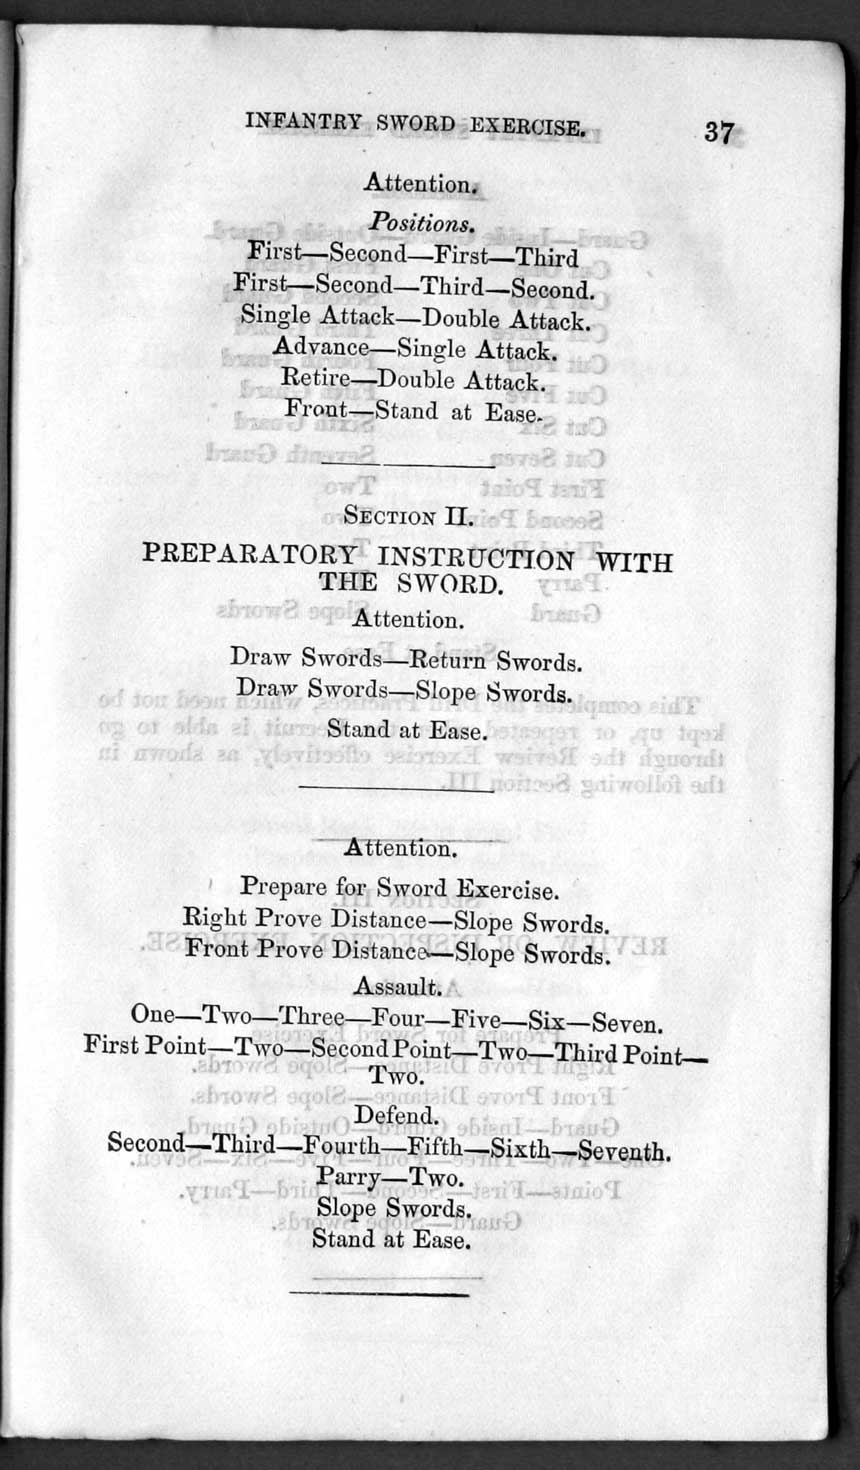 INFANTRY SWORD EXERCISE. 37
Attention.
Positions.
First—Second—First—Third
First—Second—Third—Second.
Single Attack—Double Attack.
Advance—Single Attack.
Retire—Double Attack.
Front—Stand at Ease.
SECTION II.
PREPARATORY INSTRUCTION WITH
THE SWORD.
Attention.
Draw Swords—Return Swords.
Draw Swords—Slope Swords.
Stand at Ease.
Attention.
Prepare for Sword Exercise.
Right Prove Distance—Slope Swords.
Front Prove Distance—Slope Swords.
Assault.
One—Two—Three—Four—Five—Six—Seven.
First Point—Two—Second Point—Two—Third Point—
Two.
Defend.
Second—Third—Fourth—Fifth—Sixth—Seventh.
Parry—Two.
Slope Swords.
Stand at Ease.